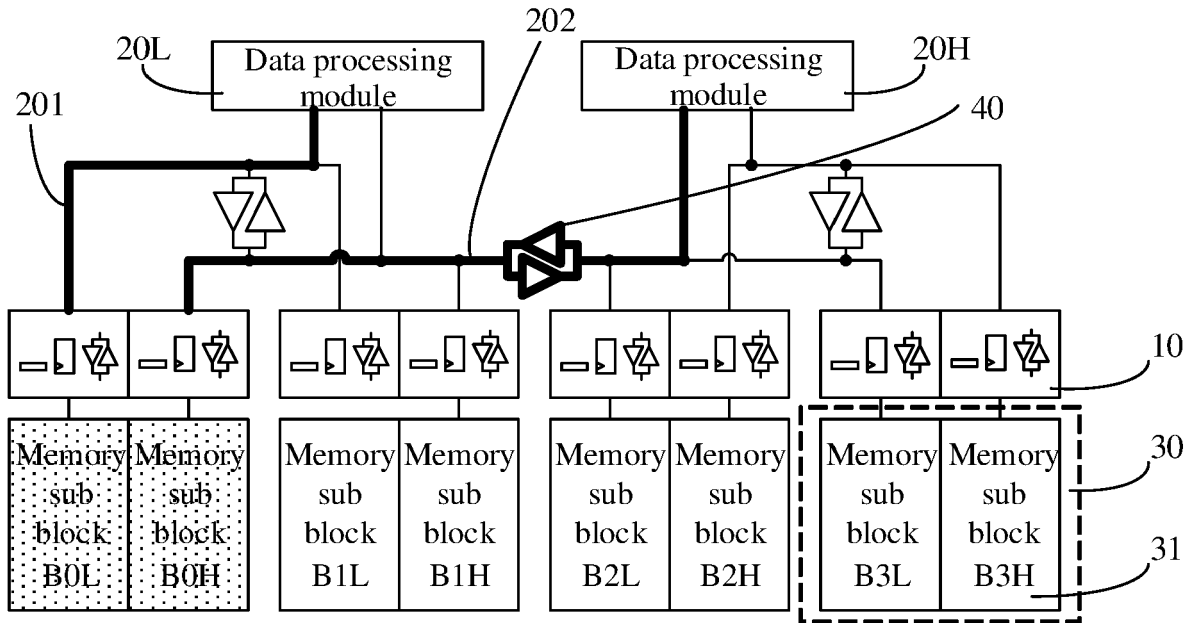 202
20L
Data processing
module
Data processing
module
20H
201
40
10
Memory
sub
block
B0L
Memory
sub
block
B0H
Memory
sub
block
B1L
Memory
sub
block
B1H
Memory
sub
block
B2L
Memory
sub
block
B2H
Memory
sub
block
B3L
Memory
sub
block
B3H
30
31